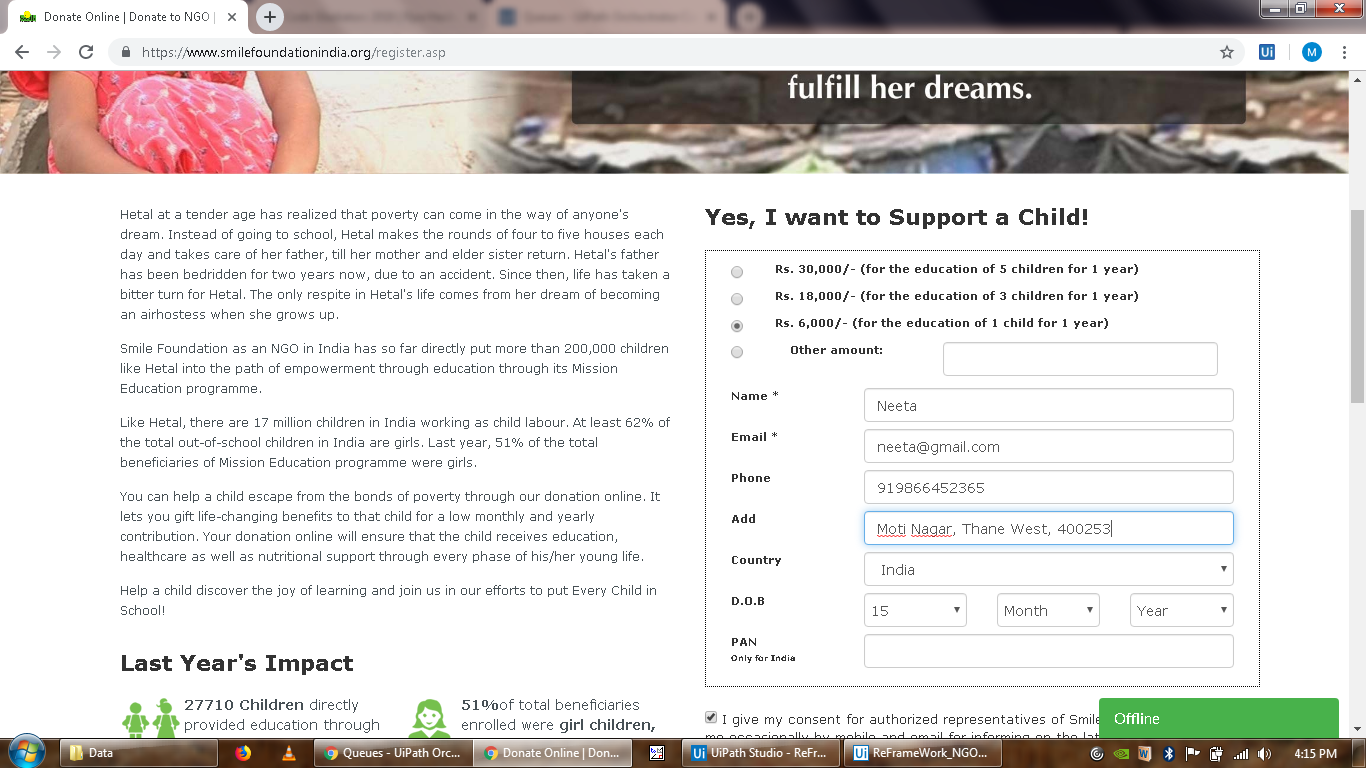 Donate Online | Donate to NGO |
https://www.smilefoundationindia.org/register.asp
Ui
M
fulfill her dreams.
Hetal at a tender age has realized that poverty can come in the way of anyone's
dream. Instead of going to school, Hetal makes the rounds of four to five houses each
day and takes care of her father, till her mother and elder sister return. Hetal's father
has been bedridden for two years now, due to an accident. Since then, life has taken a
bitter turn for Hetal. The only respite in Hetal's life comes from her dream of becoming
an airhostess when she grows up.
Smile Foundation as an NGO in India has so far directly put more than 200,000 children
like Hetal into the path of empowerment through education through its Mission
Education programme.
Like Hetal, there are 17 million children in India working as child labour. At least 62% of
the total out-of-school children in India are girls. Last year, 51% of the total
beneficiaries of Mission Education programme were girls.
You can help a child escape from the bonds of poverty through our donation online. It
lets you gift life-changing benefits to that child for a low monthly and yearly
contribution. Your donation online will ensure that the child receives education,
healthcare as well as nutritional support through every phase of his/her young life.
Help a child discover the joy of learning and join us in our efforts to put Every Child in
School!
Last Year's Impact
27710 Children directly
provided education through
51%of total beneficiaries
enrolled were girl children,
Yes, I want to Support a Child!
Rs. 30,000/- (for the education of 5 children for 1 year)
Rs. 18,000/- (for the education of 3 children for 1 year)
Rs. 6,000/- (for the education of 1 child for 1 year)
Other amount:
Name *
Neeta
Email *
neeta@gmail.com
Phone
919866452365
Add
Moti Nagar, Thane West, 400253
Country
India
D.O.B
15
Month
Year
PAN
Only for India
I give my consent for authorized representatives of Smile
me occasionally by mobile and email for informing on the lat
Offline
Data
Queues - UiPath Orc...
Donate Online | Don...
Ui UiPath Studio - ReFr...
Ui ReFrameWork_NGO...
4:15 PM